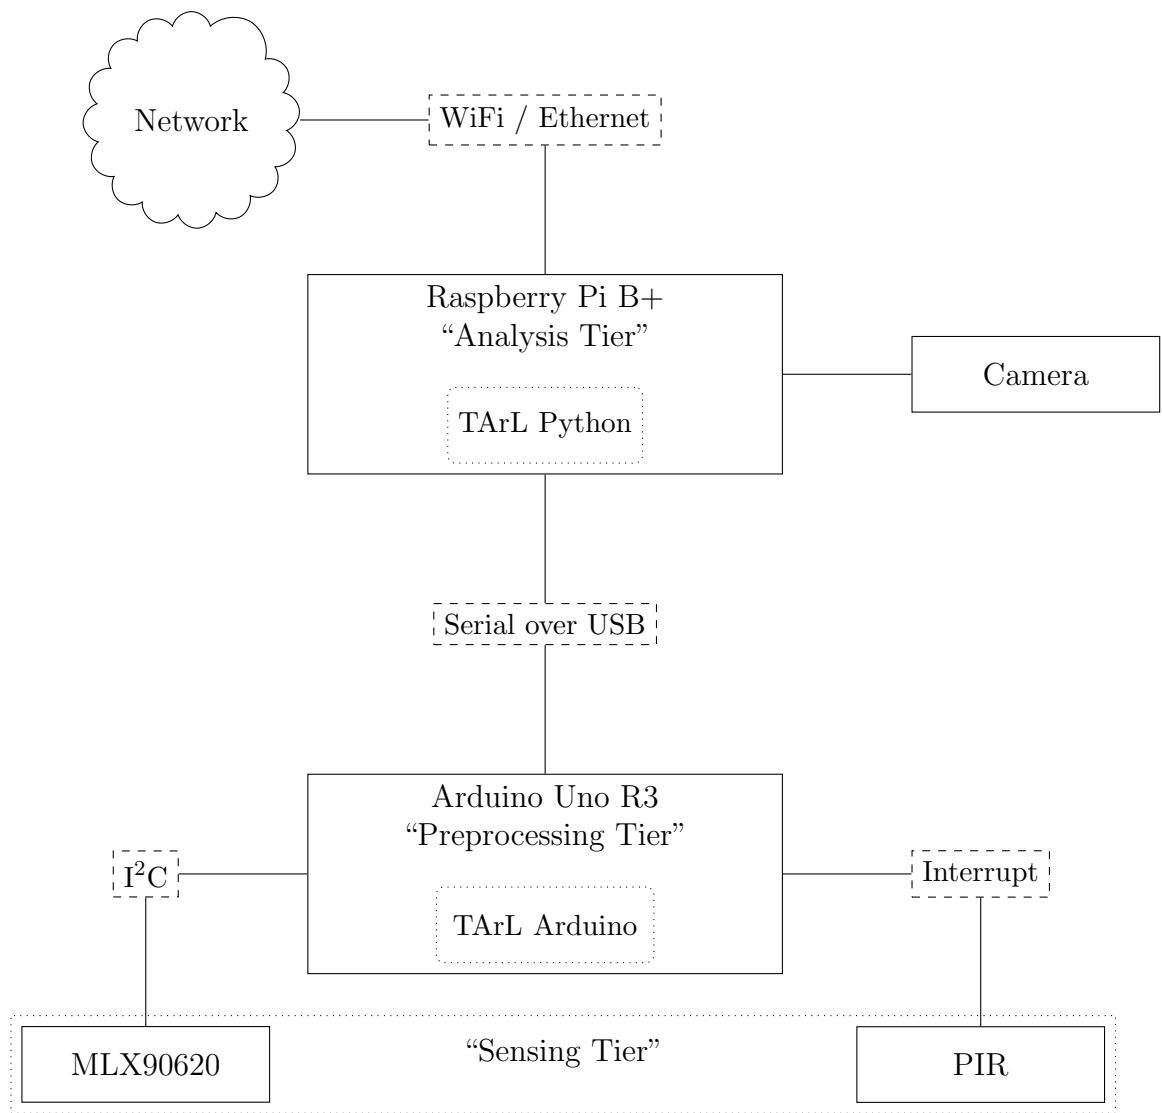 Network
WiFi / Ethernet
Raspberry Pi B+
“Analysis Tier”
TArL Python
Camera
Serial over USB
Arduino Uno R3
“Preprocessing Tier”
TArL Arduino
I²C
Interrupt
MLX90620
“Sensing Tier”
PIR